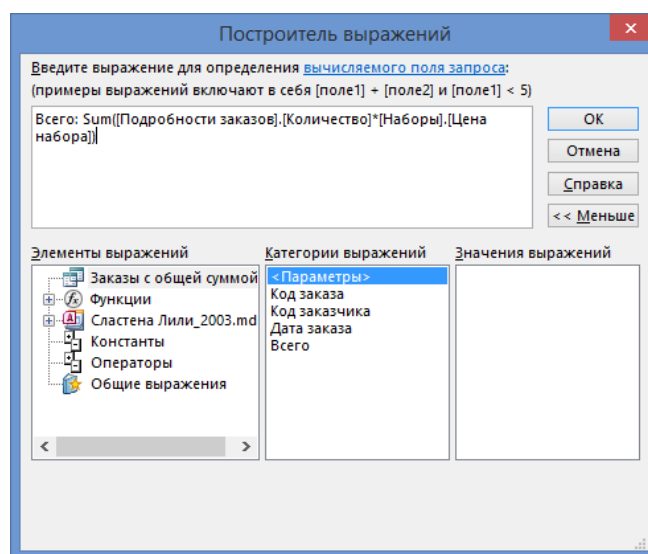 Построитель выражений
Введите выражение для определения вычисляемого поля запроса:
(примеры выражений включают в себя [поле1] + [поле2] и [поле1] < 5)
Всего: Sum([Подробности заказов].[Количество]*[Наборы].[Цена
набора])
ОК
Отмена
Справка
<< Меньше
Элементы выражений
Категории выражений
Значения выражений
Заказы с общей суммой
Функции
Сластена Лили_2003.md
Константы
Операторы
Общие выражения
<Параметры>
Код заказа
Код заказчика
Дата заказа
Всего